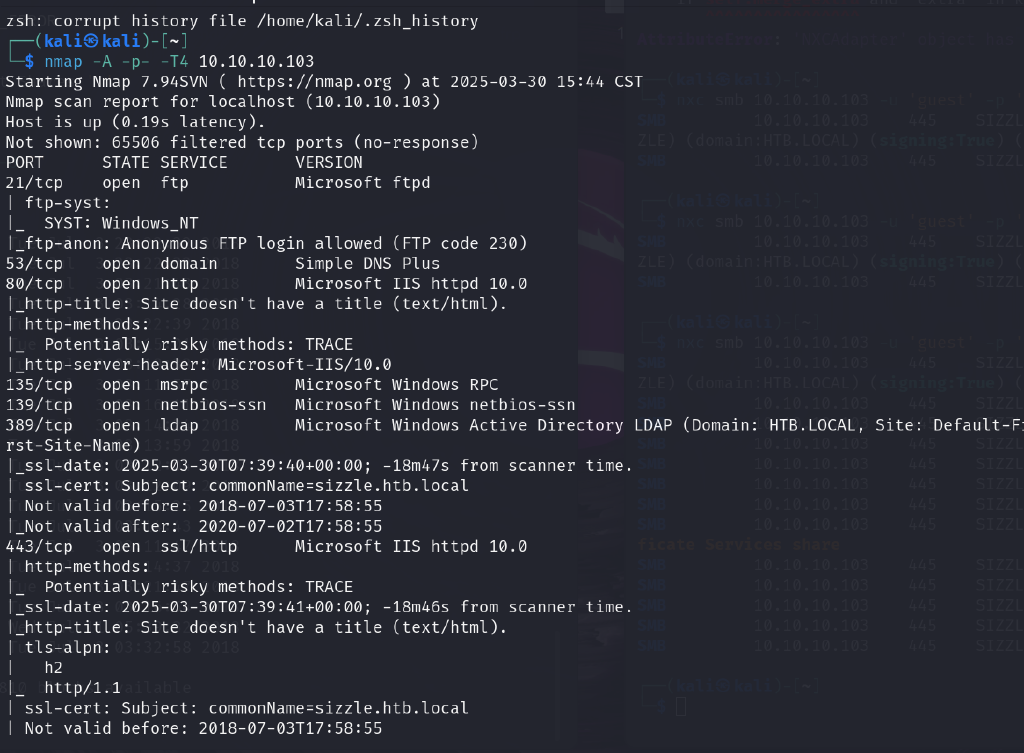 zsh: corrupt history file /home/kali/.zsh_history
┌──(kali㉿kali)-[~]
└─$ nmap -A -p- -T4 10.10.10.103
Starting Nmap 7.94SVN ( https://nmap.org ) at 2025-03-30 15:44 CST
Nmap scan report for localhost (10.10.10.103)
Host is up (0.19s latency).
Not shown: 65506 filtered tcp ports (no-response)
PORT      STATE SERVICE       VERSION
21/tcp    open  ftp           Microsoft ftpd
| ftp-syst:
|_  SYST: Windows_NT
|_ftp-anon: Anonymous FTP login allowed (FTP code 230)
53/tcp    open  domain        Simple DNS Plus
80/tcp    open  http          Microsoft IIS httpd 10.0
|_http-title: Site doesn't have a title (text/html).
| http-methods:
|_  Potentially risky methods: TRACE
|_http-server-header: Microsoft-IIS/10.0
135/tcp   open  msrpc         Microsoft Windows RPC
139/tcp   open  netbios-ssn   Microsoft Windows netbios-ssn
389/tcp   open  ldap          Microsoft Windows Active Directory LDAP (Domain: HTB.LOCAL, Site: Default-Fi
rst-Site-Name)
|_ssl-date: 2025-03-30T07:39:40+00:00; -18m47s from scanner time.
| ssl-cert: Subject: commonName=sizzle.htb.local
| Not valid before: 2018-07-03T17:58:55
|_Not valid after:  2020-07-02T17:58:55
443/tcp   open  ssl/http      Microsoft IIS httpd 10.0
| http-methods:
|_  Potentially risky methods: TRACE
|_ssl-date: 2025-03-30T07:39:41+00:00; -18m46s from scanner time.
|_http-title: Site doesn't have a title (text/html).
| tls-alpn:
|   h2
|_  http/1.1
| ssl-cert: Subject: commonName=sizzle.htb.local
| Not valid before: 2018-07-03T17:58:55